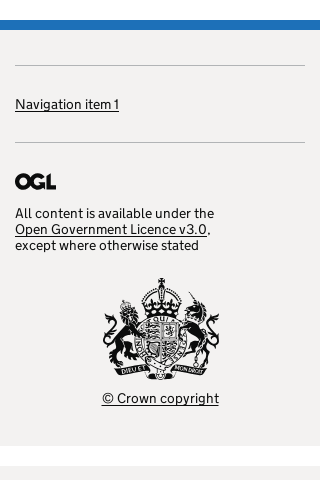 Navigation item 1
OGL
All content is available under the
Open Government Licence v3.0,
except where otherwise stated
DIEU ET MON DROIT
© Crown copyright